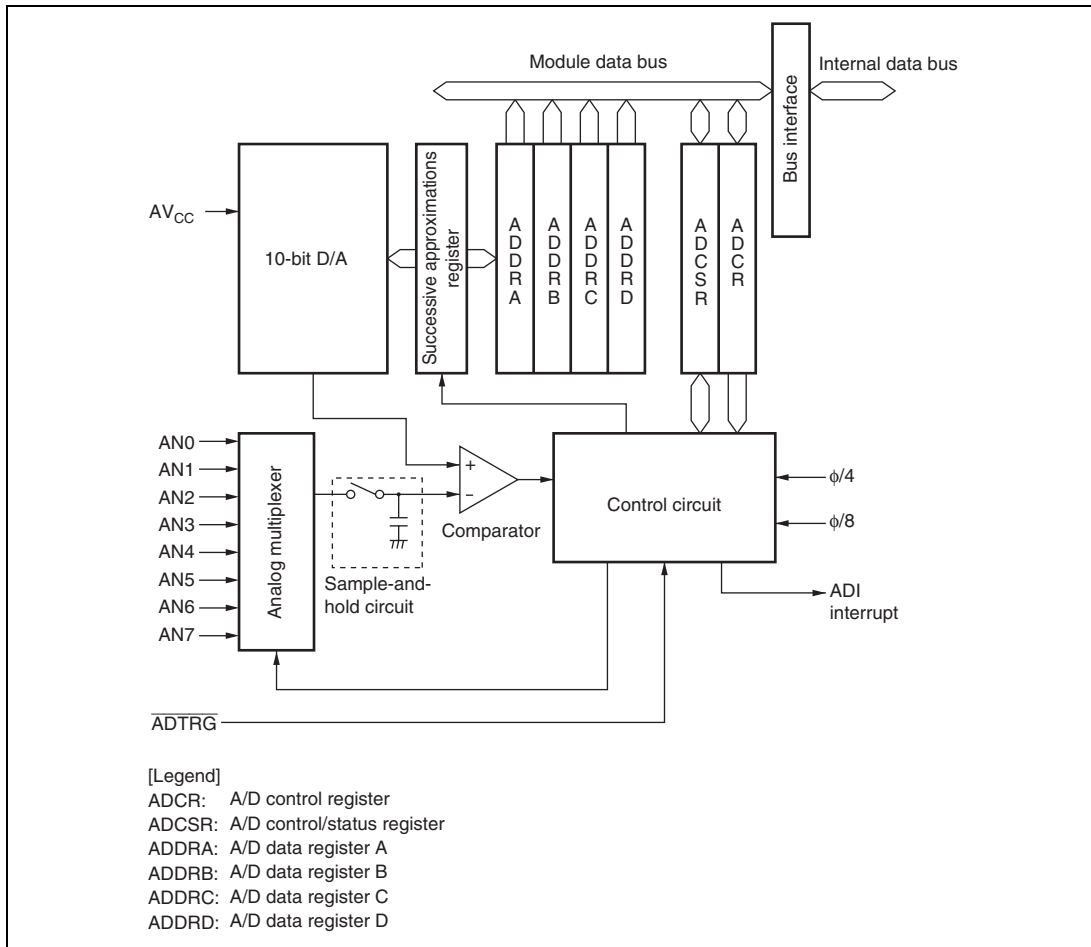 Module data bus
Internal data bus
Bus interface
AVCC
10-bit D/A
Successive approximations
register
ADDRA
ADDRB
ADDRC
ADDRD
ADCSR
ADCR
AN0
AN1
AN2
AN3
AN4
AN5
AN6
AN7
Analog multiplexer
Sample-and-
hold circuit
+
−
Comparator
Control circuit
ϕ/4
ϕ/8
ADI
interrupt
ADTRG
[Legend]
ADCR: A/D control register
ADCSR: A/D control/status register
ADDRA: A/D data register A
ADDRB: A/D data register B
ADDRC: A/D data register C
ADDRD: A/D data register D